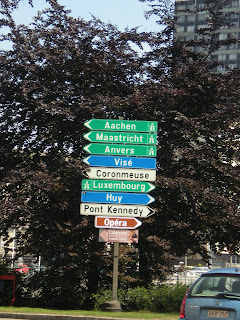 Aachen
Maastricht
Anvers
Visé
Coronmeuse
Luxembourg
Huy
Pont Kennedy
Opéra